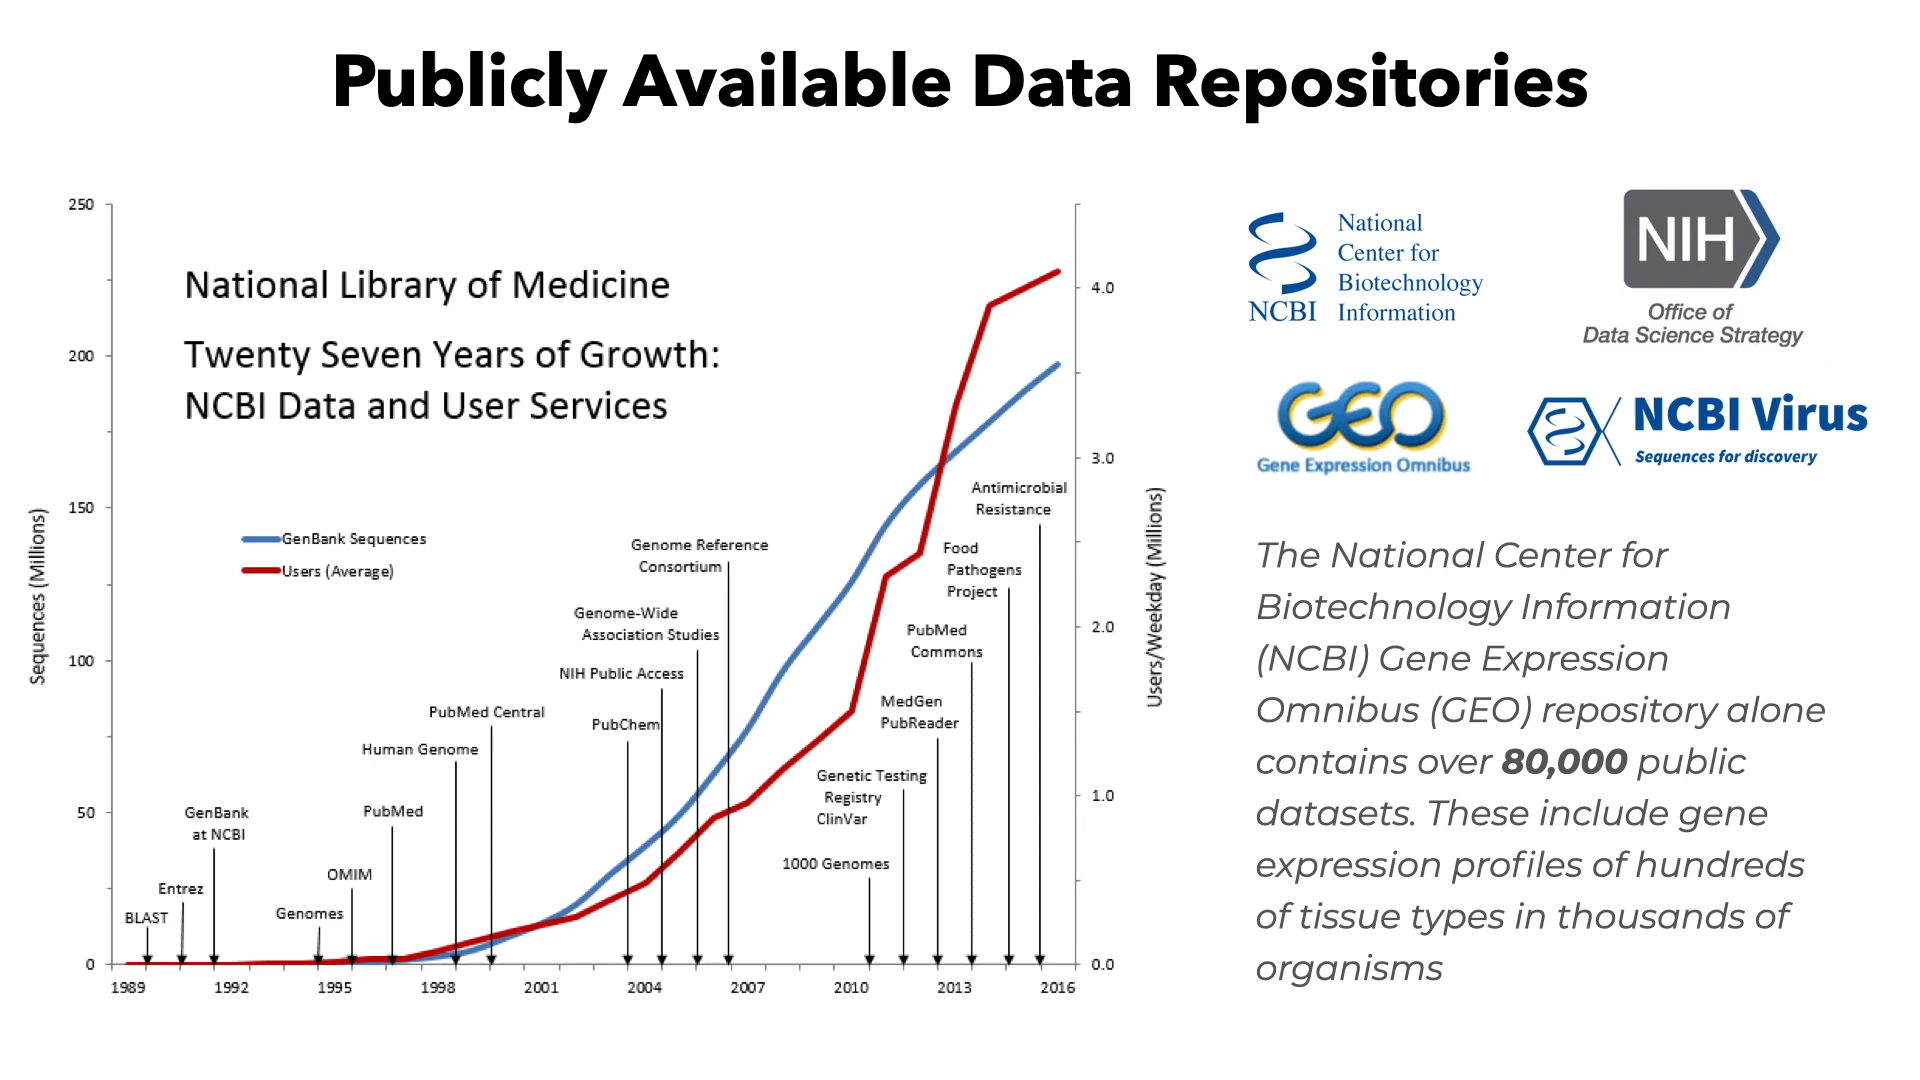 Publicly Available Data Repositories
National Library of Medicine
Twenty Seven Years of Growth:
NCBI Data and User Services
Sequences (Millions)
250
200
150
100
50
0
GenBank Sequences
Users (Average)
BLAST
Entrez
GenBank
at NCBI
Genomes
OMIM
PubMed
Human Genome
PubMed Central
PubChem
NIH Public Access
Genome-Wide
Association Studies
Genome Reference
Consortium
1000 Genomes
Genetic Testing
Registry
ClinVar
MedGen
PubReader
PubMed
Commons
Food
Pathogens
Project
Antimicrobial
Resistance
1989 1992 1995 1998 2001 2004 2007 2010 2013 2016
4.0
3.0
2.0
1.0
0.0
Users/Weekday (Millions)
NCBI
National
Center for
Biotechnology
Information
NIH
Office of
Data Science Strategy
GEO
Gene Expression Omnibus
NCBI Virus
Sequences for discovery
The National Center for
Biotechnology Information
(NCBI) Gene Expression
Omnibus (GEO) repository alone
contains over 80,000 public
datasets. These include gene
expression profiles of hundreds
of tissue types in thousands of
organisms